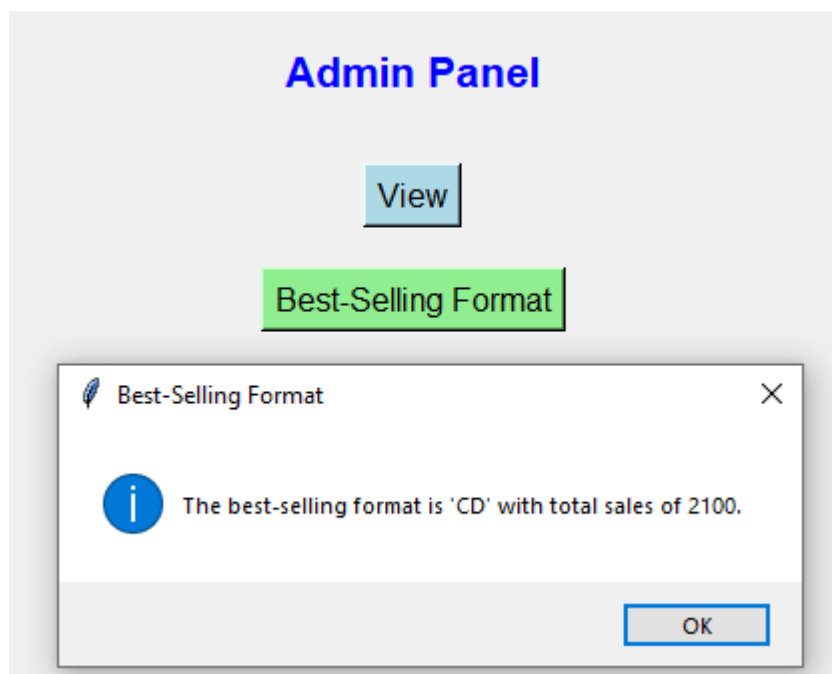 Admin Panel
View
Best-Selling Format
Best-Selling Format
The best-selling format is 'CD' with total sales of 2100.
OK